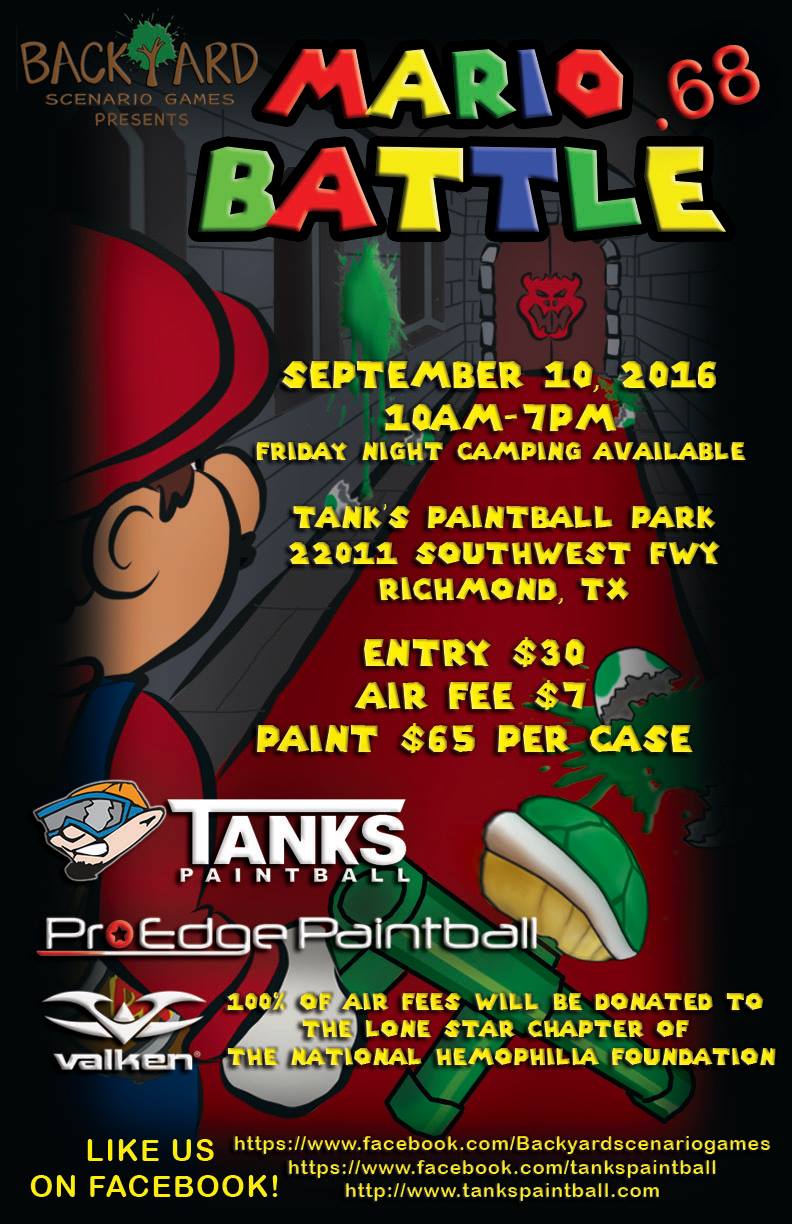 BACKYARD
SCENARIO GAMES
PRESENTS
MARIO .68
BATTLE
SEPTEMBER 10, 2016
10AM-7PM
FRIDAY NIGHT CAMPING AVAILABLE
TANK'S PAINTBALL PARK
22011 SOUTHWEST FWY
RICHMOND, TX
ENTRY $30
AIR FEE $7
PAINT $65 PER CASE
TANKS
PAINTBALL
ProEdge Paintball
valken®
100% OF AIR FEES WILL BE DONATED TO
THE LONE STAR CHAPTER OF
THE NATIONAL HEMOPHILIA FOUNDATION
LIKE US
ON FACEBOOK!
https://www.facebook.com/Backyardscenariogames
https://www.facebook.com/tankspaintball
http://www.tankspaintball.com